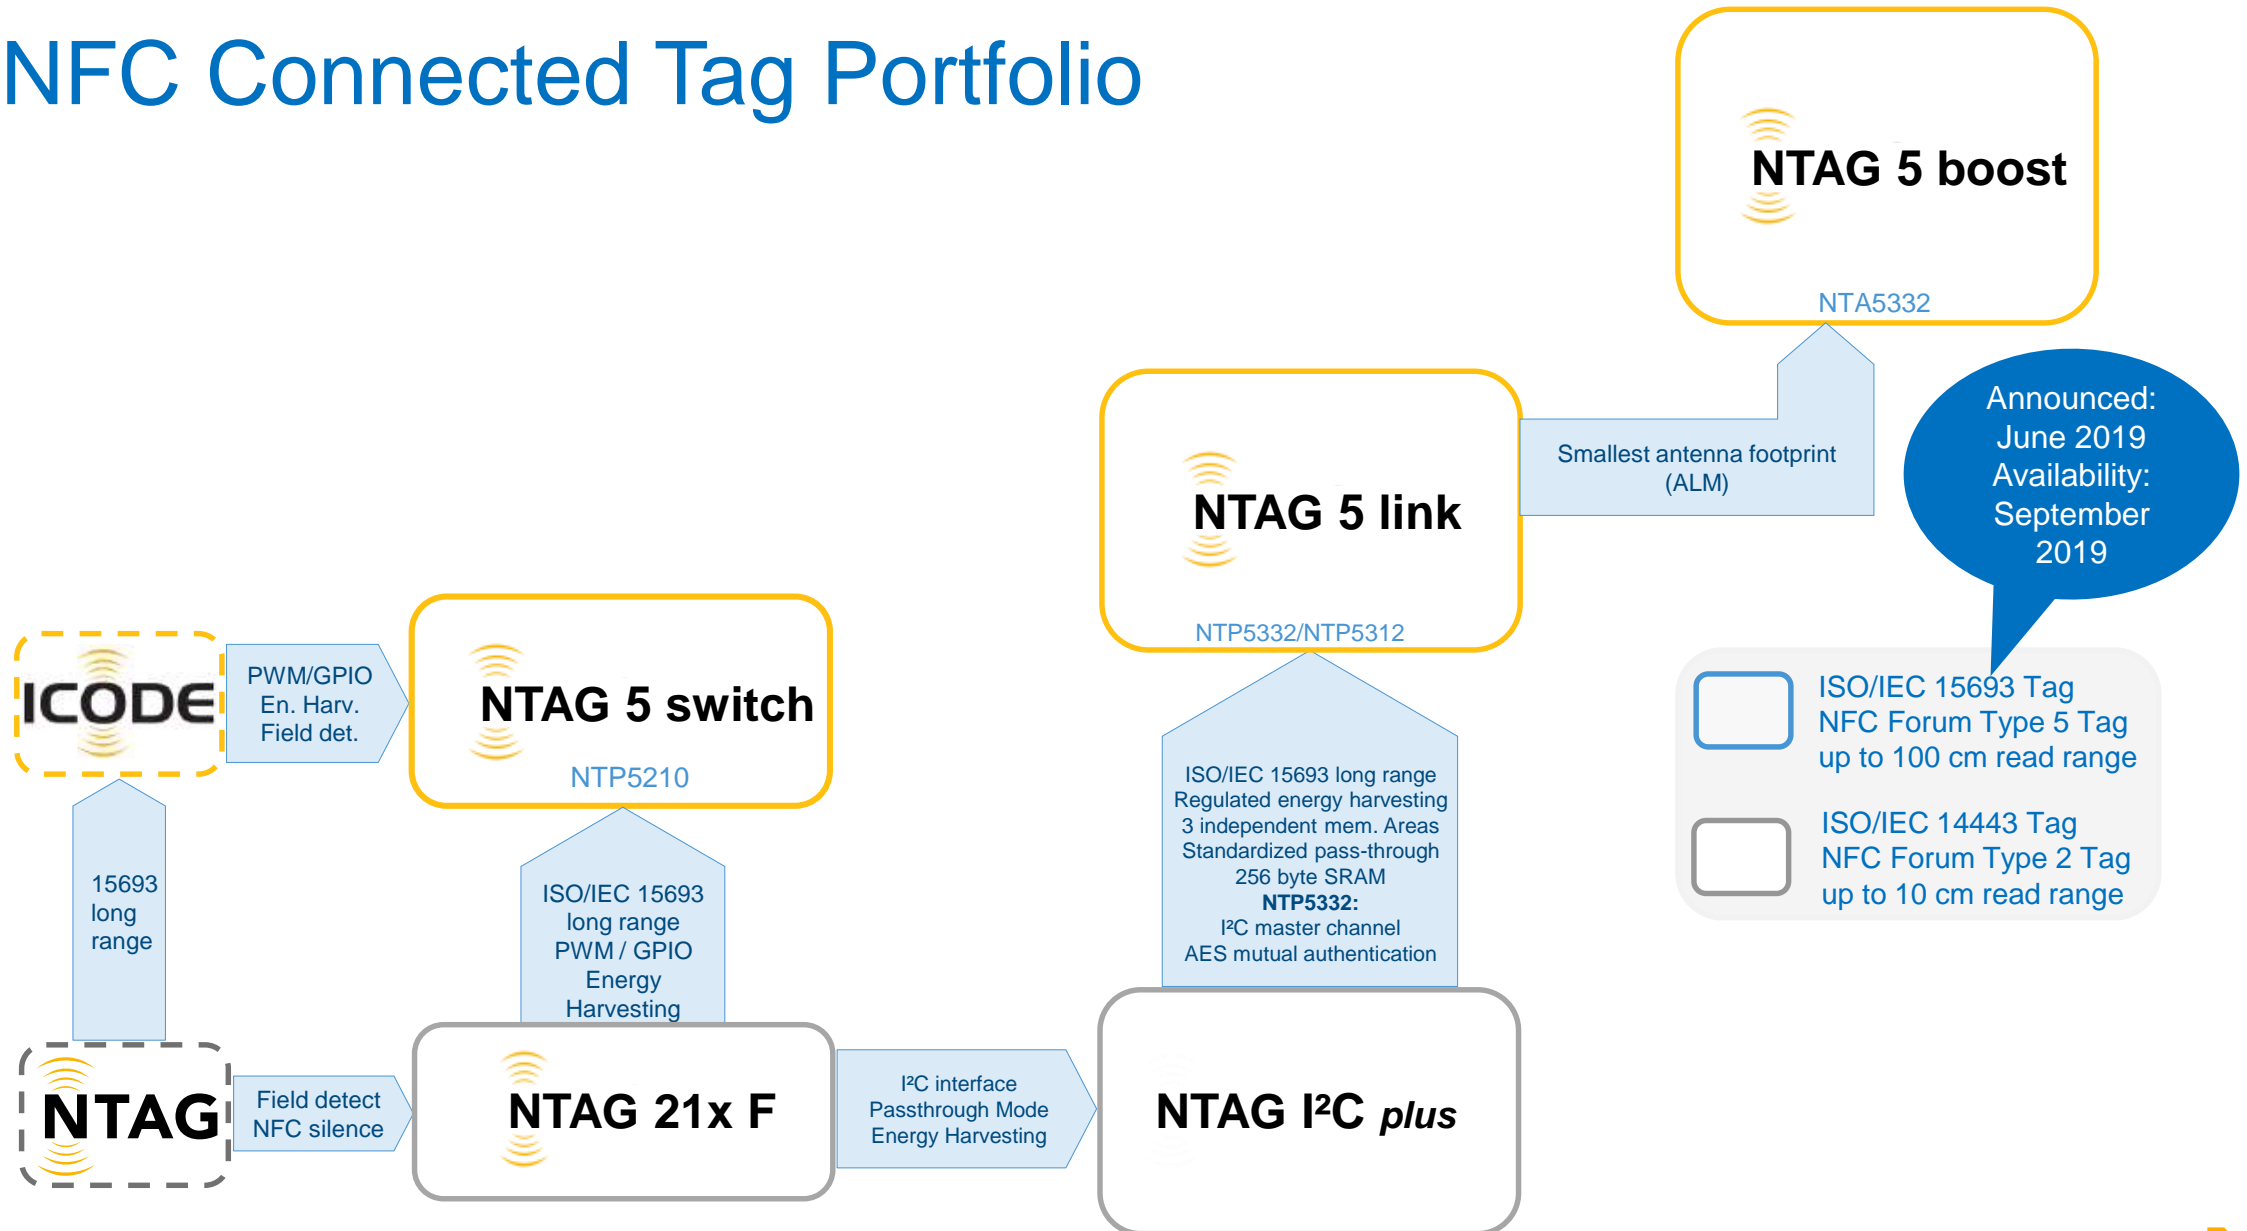 NFC Connected Tag Portfolio
NTAG 5 boost
NTA5332
Announced:
June 2019
Availability:
September
2019
Smallest antenna footprint
(ALM)
NTAG 5 link
NTP5332/NTP5312
ICODE
PWM/GPIO
En. Harv.
Field det.
NTAG 5 switch
NTP5210
ISO/IEC 15693 Tag
NFC Forum Type 5 Tag
up to 100 cm read range
ISO/IEC 14443 Tag
NFC Forum Type 2 Tag
up to 10 cm read range
15693
long
range
ISO/IEC 15693
long range
PWM / GPIO
Energy
Harvesting
ISO/IEC 15693 long range
Regulated energy harvesting
3 independent mem. Areas
Standardized pass-through
256 byte SRAM
NTP5332:
I²C master channel
AES mutual authentication
NTAG
Field detect
NFC silence
NTAG 21x F
I²C interface
Passthrough Mode
Energy Harvesting
NTAG I²C plus